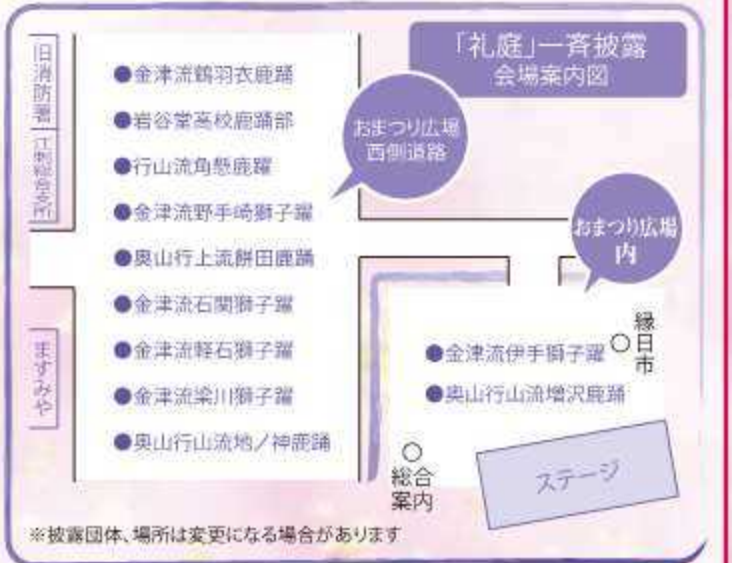 「礼庭」一斉披露
会場案内図
旧消防署
江刺総合支所
ますみや
おまつり広場
西側道路
●金津流鶴羽衣鹿踊
●岩谷堂高校鹿踊部
●行山流角懸鹿躍
●金津流野手崎獅子躍
●奥山行上流餅田鹿踊
●金津流石関獅子躍
●金津流軽石獅子躍
●金津流梁川獅子躍
●奥山行山流地ノ神鹿踊
おまつり広場
内
●金津流伊手獅子躍
●奥山行山流増沢鹿踊
○縁日市
○
総合
案内
ステージ
※披露団体、場所は変更になる場合があります